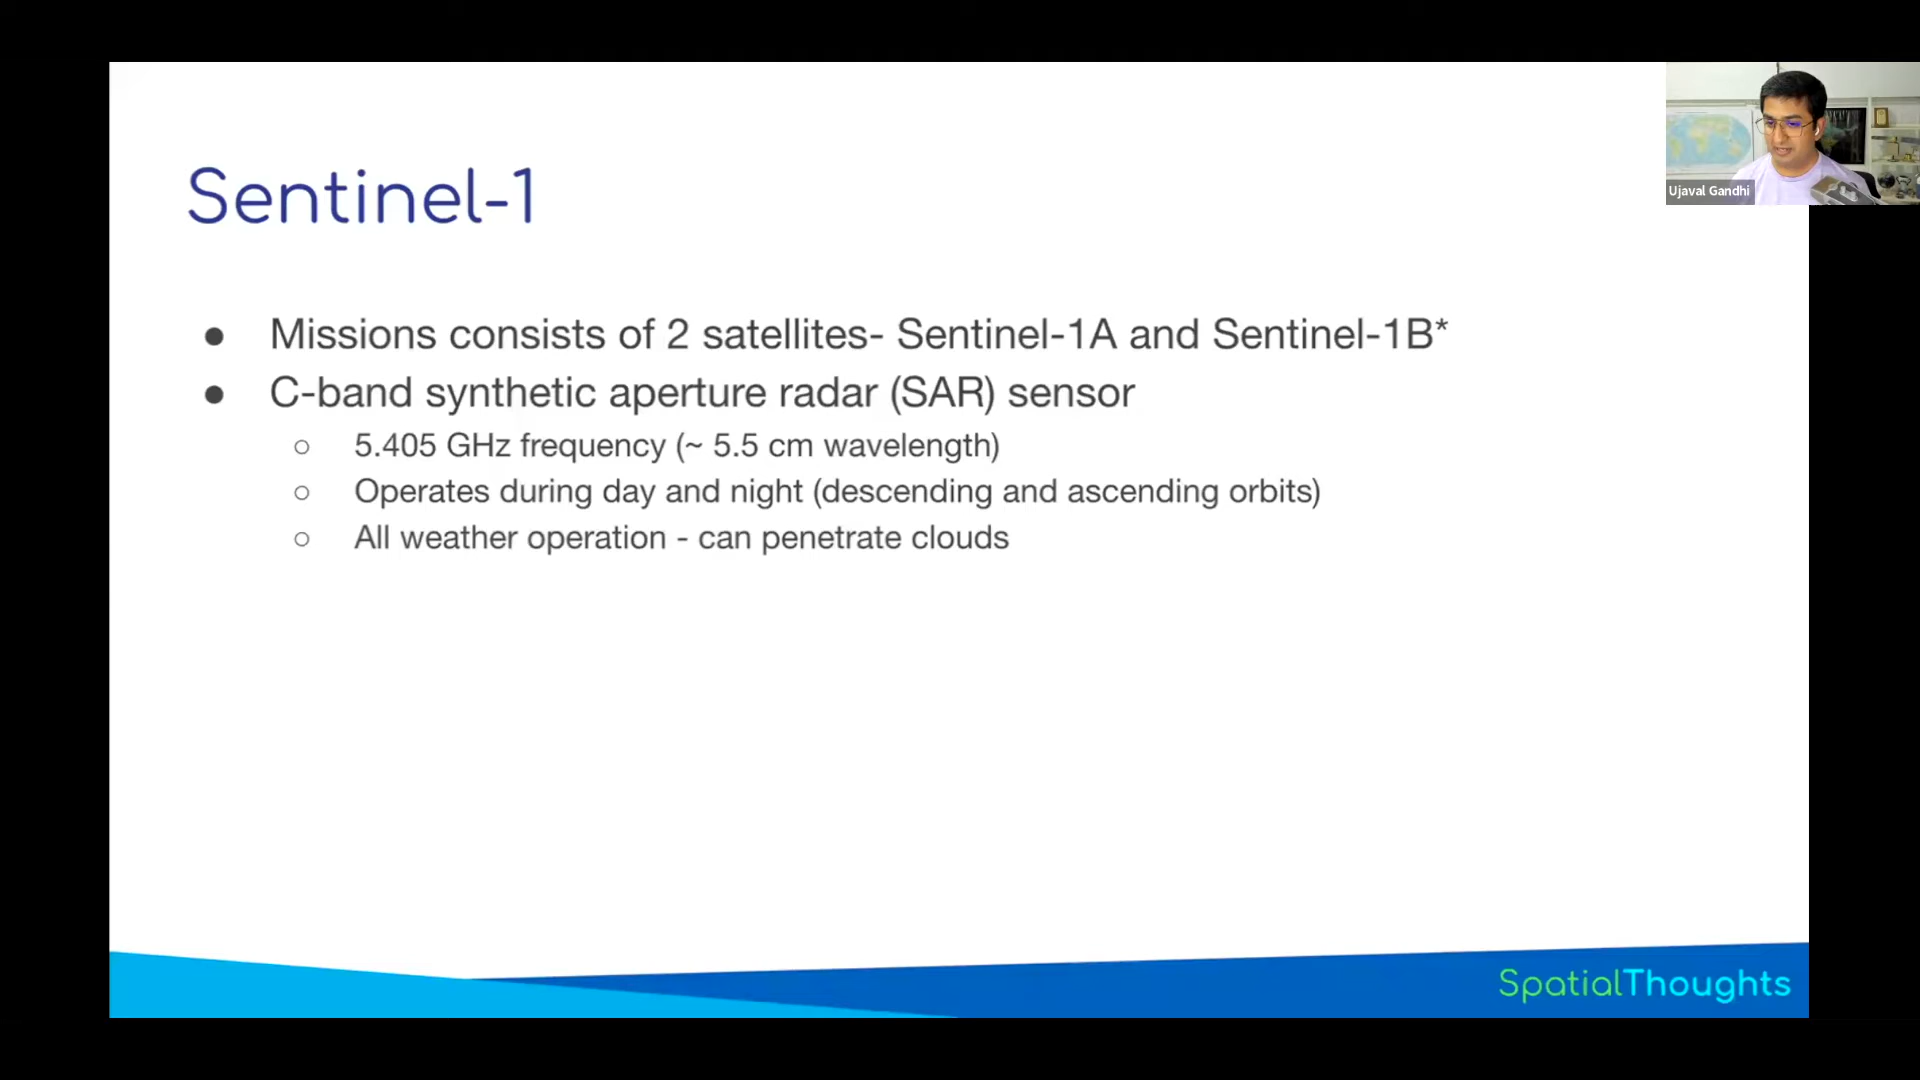 Sentinel-1
● Missions consists of 2 satellites- Sentinel-1A and Sentinel-1B*
● C-band synthetic aperture radar (SAR) sensor
○ 5.405 GHz frequency (~ 5.5 cm wavelength)
○ Operates during day and night (descending and ascending orbits)
○ All weather operation - can penetrate clouds
Ujaval Gandhi
SpatialThoughts